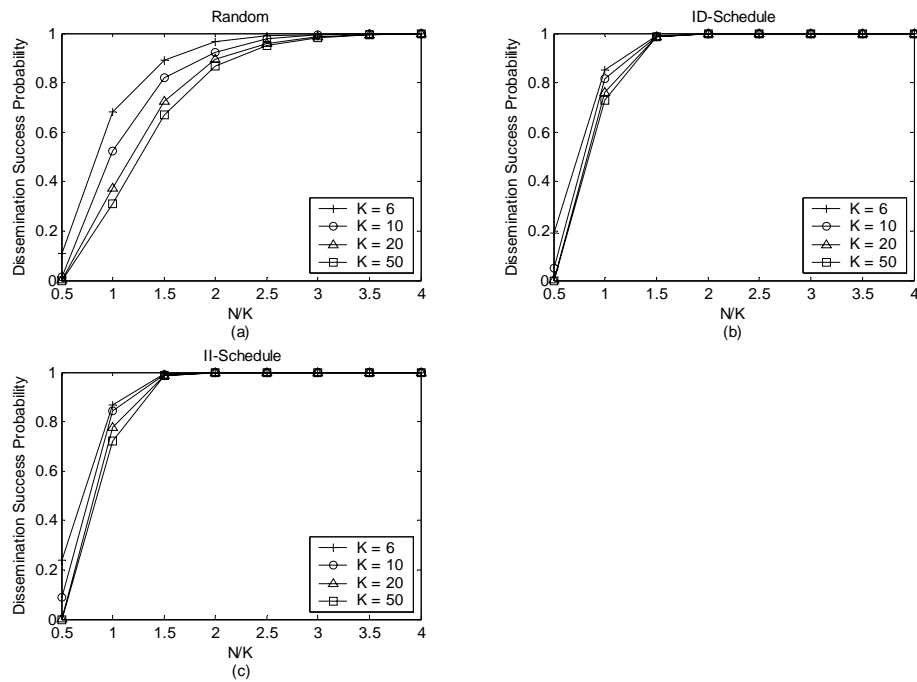 Random
Dissemination Success Probability
1
0.8
0.6
0.4
0.2
0
0.5 1 1.5 2 2.5 3 3.5 4
K = 6
K = 10
K = 20
K = 50
N/K
(a)
ID-Schedule
Dissemination Success Probability
1
0.8
0.6
0.4
0.2
0
0.5 1 1.5 2 2.5 3 3.5 4
K = 6
K = 10
K = 20
K = 50
N/K
(b)
II-Schedule
Dissemination Success Probability
1
0.8
0.6
0.4
0.2
0
0.5 1 1.5 2 2.5 3 3.5 4
K = 6
K = 10
K = 20
K = 50
N/K
(c)